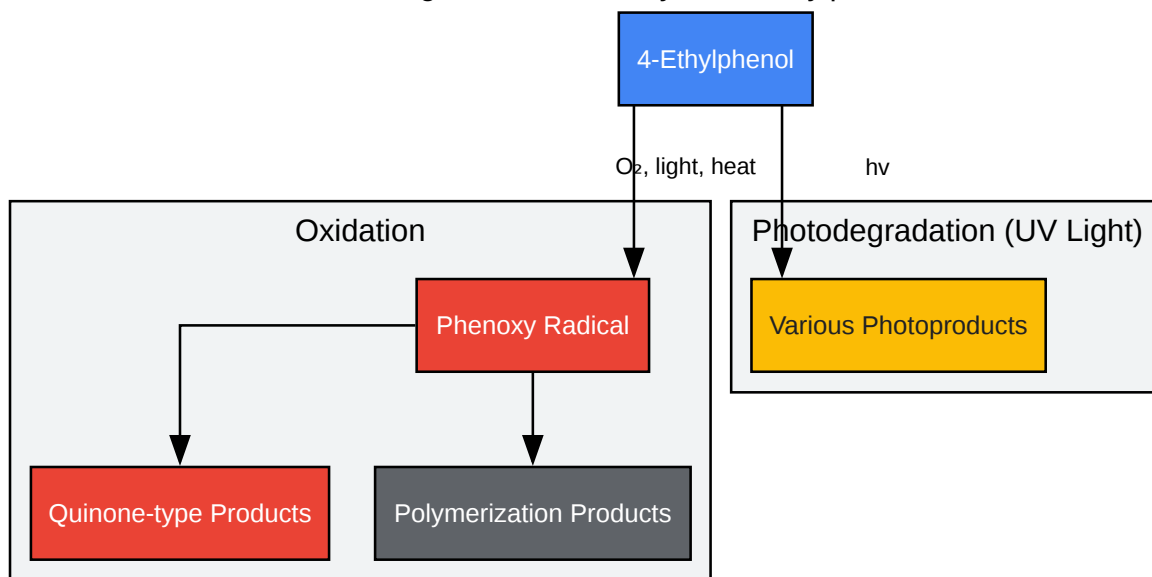 4-Ethylphenol
O₂, light, heat
hv
Oxidation
Photodegradation (UV Light)
Phenoxy Radical
Various Photoproducts
Quinone-type Products
Polymerization Products